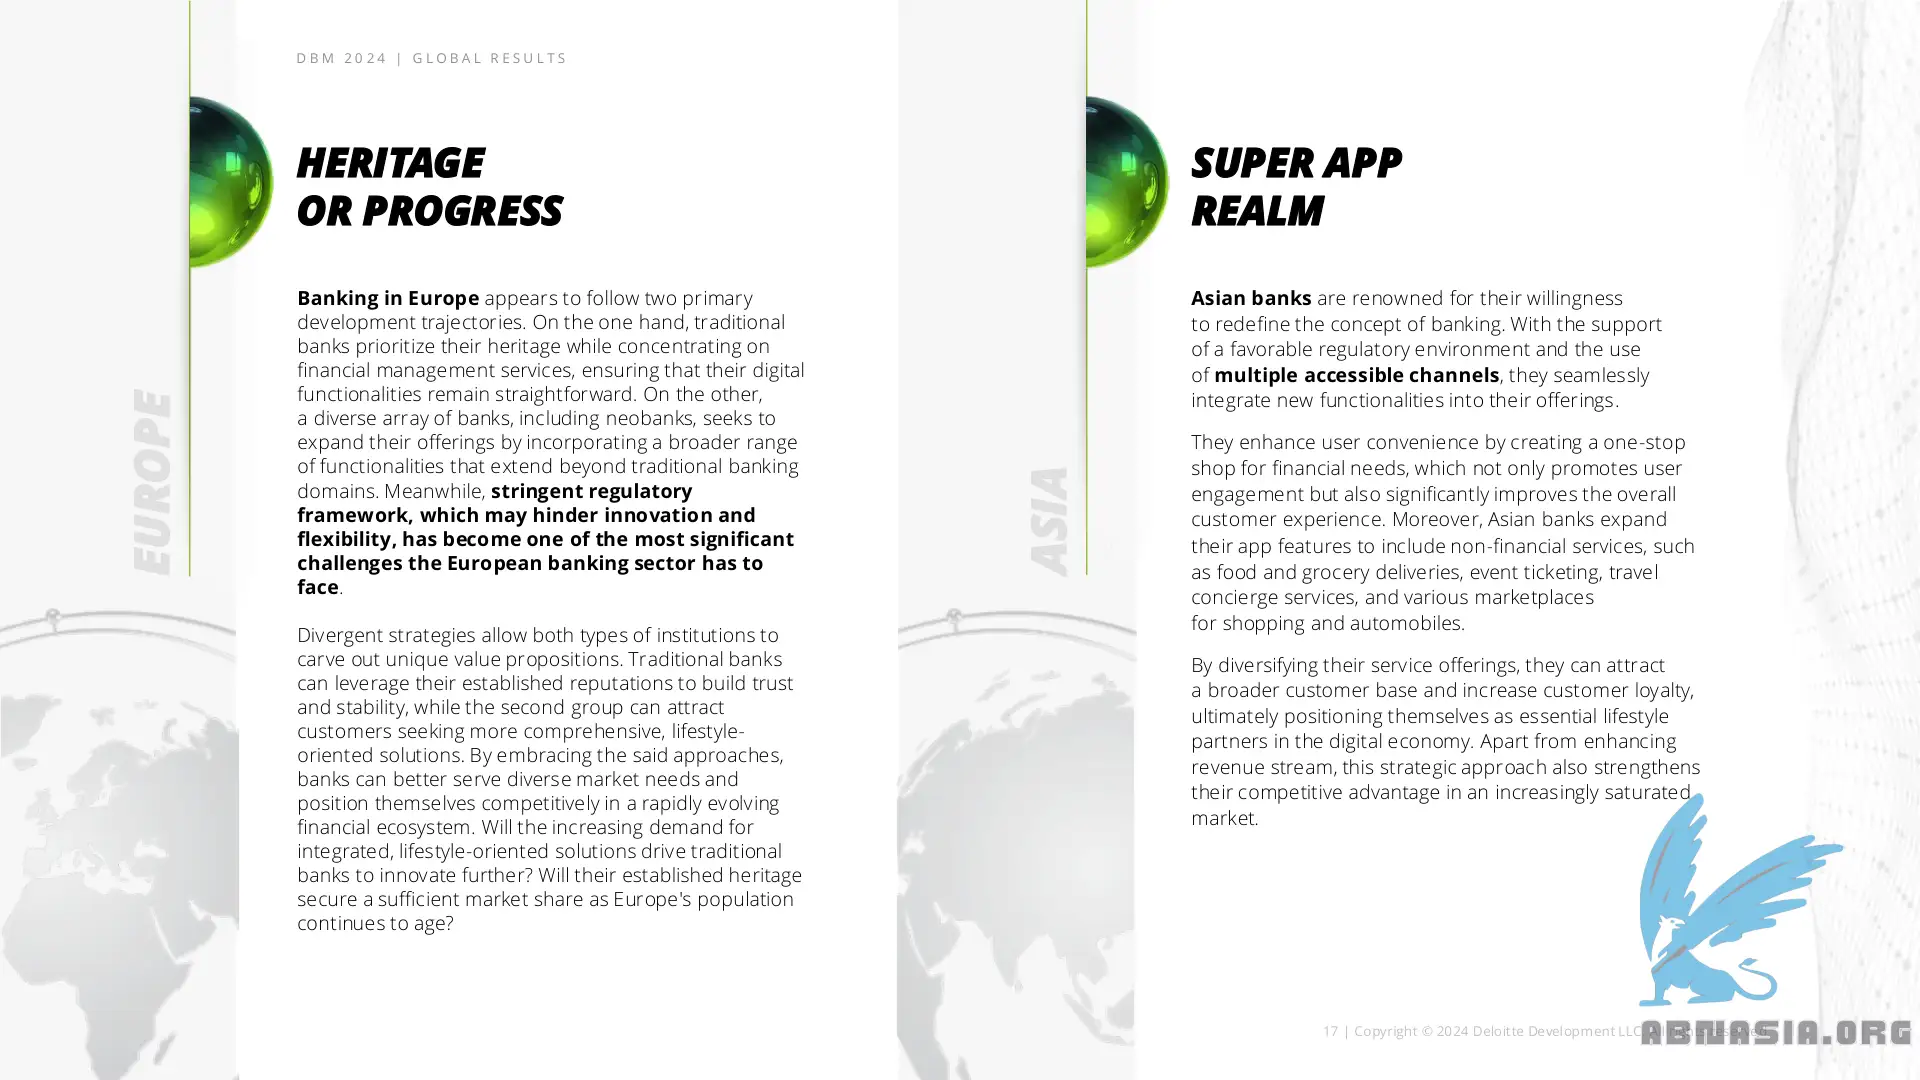 DBM 2024 | GLOBAL RESULTS
EUROPE
HERITAGE
OR PROGRESS
Banking in Europe appears to follow two primary
development trajectories. On the one hand, traditional
banks prioritize their heritage while concentrating on
financial management services, ensuring that their digital
functionalities remain straightforward. On the other,
a diverse array of banks, including neobanks, seeks to
expand their offerings by incorporating a broader range
of functionalities that extend beyond traditional banking
domains. Meanwhile, stringent regulatory
framework, which may hinder innovation and
flexibility, has become one of the most significant
challenges the European banking sector has to
face.
Divergent strategies allow both types of institutions to
carve out unique value propositions. Traditional banks
can leverage their established reputations to build trust
and stability, while the second group can attract
customers seeking more comprehensive, lifestyle-
oriented solutions. By embracing the said approaches,
banks can better serve diverse market needs and
position themselves competitively in a rapidly evolving
financial ecosystem. Will the increasing demand for
integrated, lifestyle-oriented solutions drive traditional
banks to innovate further? Will their established heritage
secure a sufficient market share as Europe's population
continues to age?
ASIA
SUPER APP
REALM
Asian banks are renowned for their willingness
to redefine the concept of banking. With the support
of a favorable regulatory environment and the use
of multiple accessible channels, they seamlessly
integrate new functionalities into their offerings.
They enhance user convenience by creating a one-stop
shop for financial needs, which not only promotes user
engagement but also significantly improves the overall
customer experience. Moreover, Asian banks expand
their app features to include non-financial services, such
as food and grocery deliveries, event ticketing, travel
concierge services, and various marketplaces
for shopping and automobiles.
By diversifying their service offerings, they can attract
a broader customer base and increase customer loyalty,
ultimately positioning themselves as essential lifestyle
partners in the digital economy. Apart from enhancing
revenue stream, this strategic approach also strengthens
their competitive advantage in an increasingly saturated
market.
17 | Copyright © 2024 Deloitte Development LLC. All rights reserved.
ABNASIA.ORG